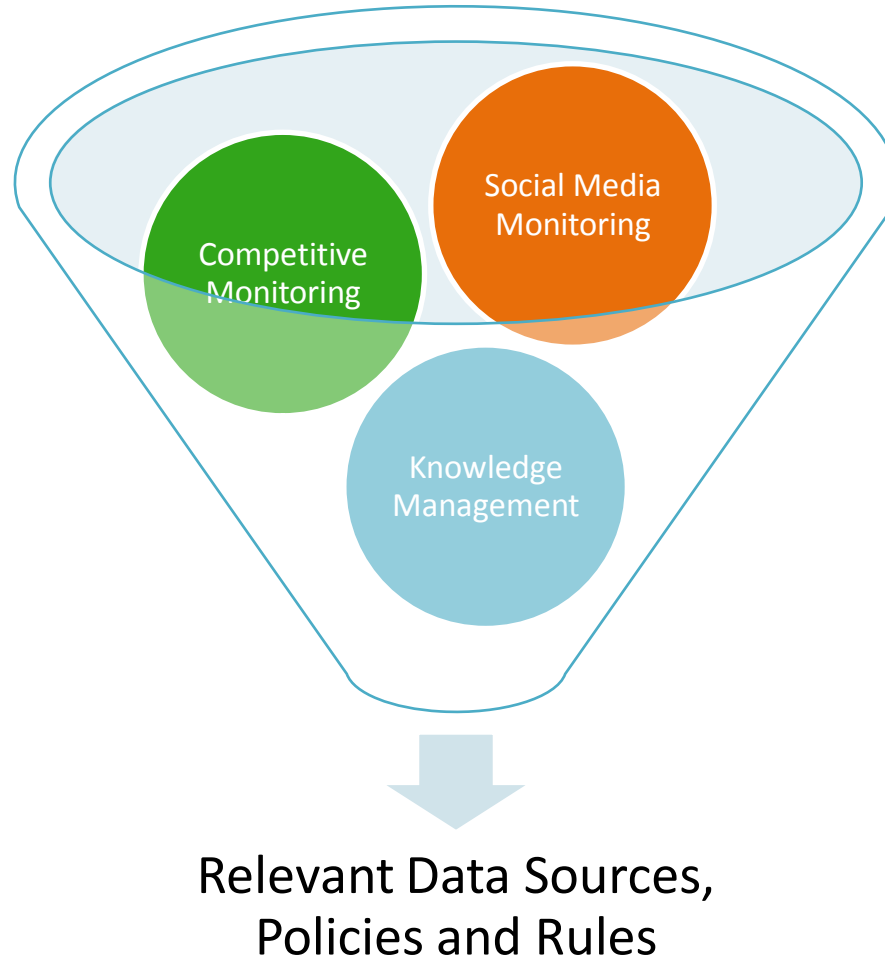 Social Media
Monitoring
Competitive
Monitoring
Knowledge
Management
Relevant Data Sources,
Policies and Rules